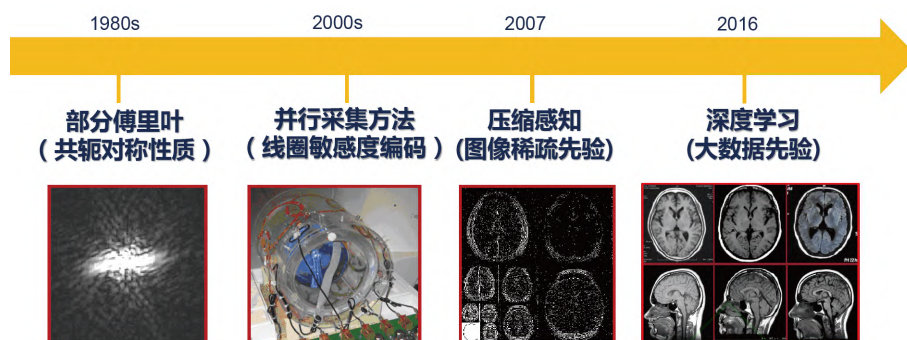 1980s
2000s
2007
2016
部分傅里叶
（共轭对称性质）
并行采集方法
（线圈敏感度编码）
压缩感知
(图像稀疏先验)
深度学习
(大数据先验)